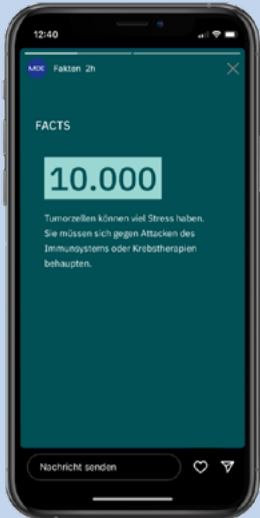 12:40
MDC Fakten 2h
FACTS
10.000
Tumorzellen können viel Stress haben.
Sie müssen sich gegen Attacken des
Immunsystems oder Krebstherapien
behaupten.
Nachricht senden